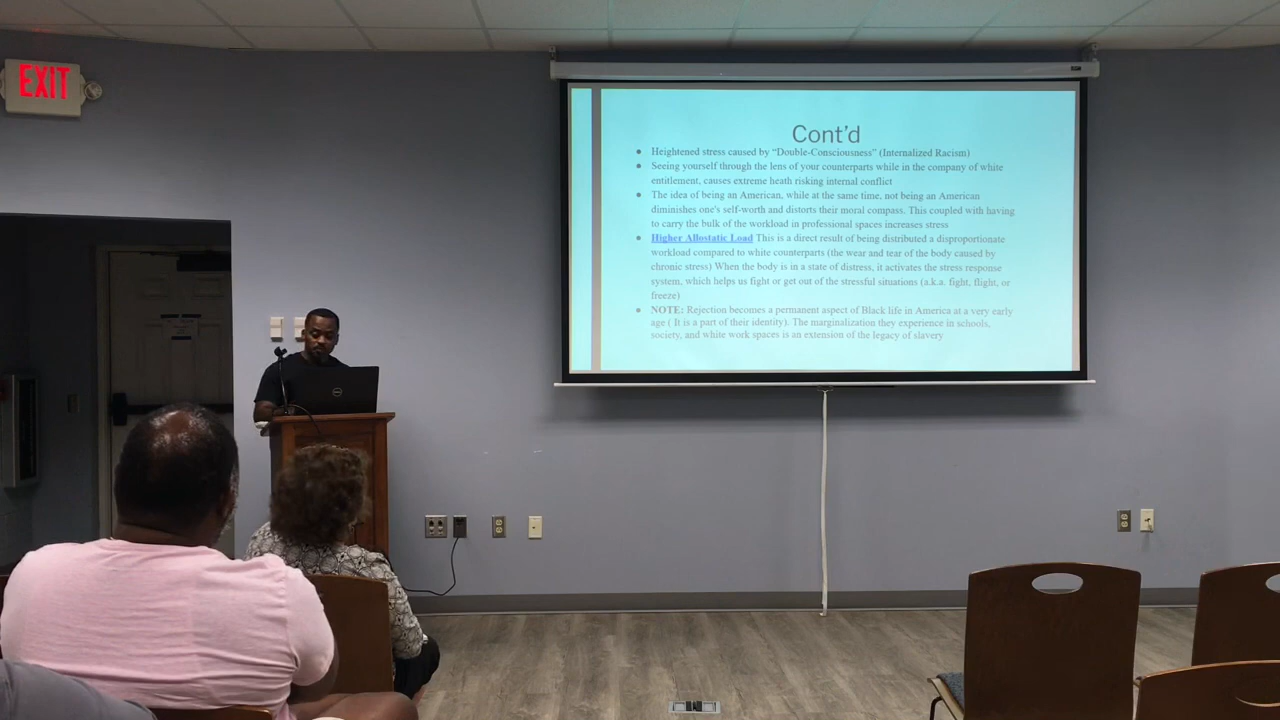 EXIT
Cont'd
● Heightened stress caused by "Double-Consciousness" (Internalized Racism)
● Seeing yourself through the lens of your counterparts while in the company of white
entitlement, causes extreme heath risking internal conflict
● The idea of being an American, while at the same time, not being an American
diminishes one's self-worth and distorts their moral compass. This coupled with having
to carry the bulk of the workload in professional spaces increases stress
● Higher Allostatic Load This is a direct result of being distributed a disproportionate
workload compared to white counterparts (the wear and tear of the body caused by
chronic stress) When the body is in a state of distress, it activates the stress response
system, which helps us fight or get out of the stressful situations (a.k.a. fight, flight, or
freeze)
● NOTE: Rejection becomes a permanent aspect of Black life in America at a very early
age ( It is a part of their identity). The marginalization they experience in schools,
society, and white work spaces is an extension of the legacy of slavery
DELL